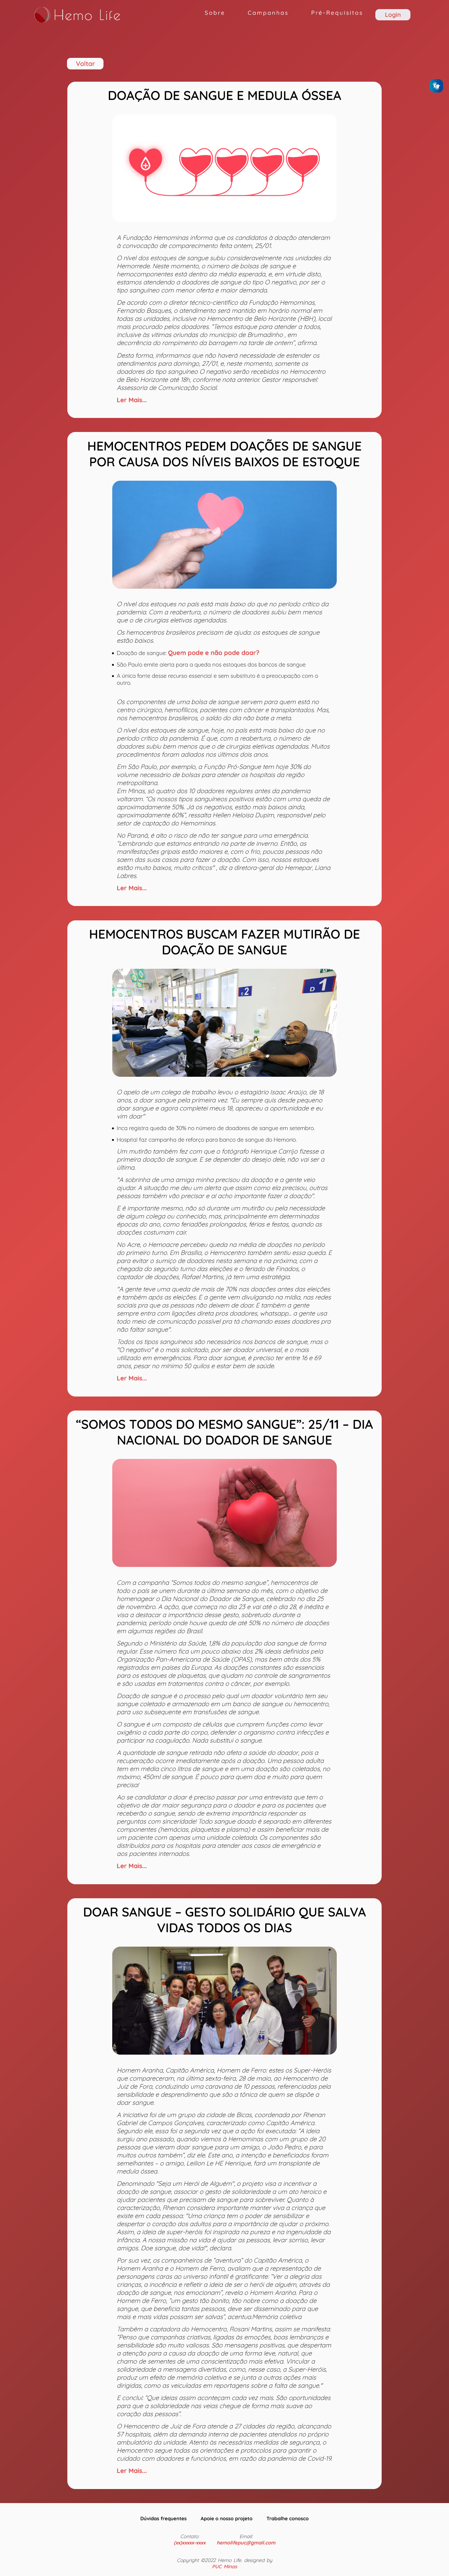 Hemo Life
Sobre
Campanhas
Pré-Requisitos
Login
Voltar
DOAÇÃO DE SANGUE E MEDULA ÓSSEA
A Fundação Hemominas informa que os candidatos à doação atenderam
à convocação de comparecimento feita ontem, 25/01.
O nível dos estoques de sangue subiu consideravelmente nas unidades da
Hemorrede. Neste momento, o número de bolsas de sangue e
hemocomponentes está dentro da média esperada, e, em virtude disto,
estamos atendendo a doadores de sangue do tipo O negativo, por ser o
tipo sanguíneo com menor oferta e maior demanda.
De acordo com o diretor técnico-científico da Fundação Hemominas,
Fernando Basques, o atendimento será mantido em horário normal em
todas as unidades, inclusive no Hemocentro de Belo Horizonte (HBH), local
mais procurado pelos doadores. "Temos estoque para atender a todos,
inclusive às vítimas oriundas do município de Brumadinho , em
decorrência do rompimento da barragem na tarde de ontem", afirma.
Desta forma, informamos que não haverá necessidade de estender os
atendimentos para domingo, 27/01, e, neste momento, somente os
doadores do tipo sanguíneo O negativo serão recebidos no Hemocentro
de Belo Horizonte até 18h, conforme nota anterior. Gestor responsável:
Assessoria de Comunicação Social.
Ler Mais...
HEMOCENTROS PEDEM DOAÇÕES DE SANGUE
POR CAUSA DOS NÍVEIS BAIXOS DE ESTOQUE
O nível dos estoques no país está mais baixo do que no período crítico da
pandemia. Com a reabertura, o número de doadores subiu bem menos
que o de cirurgias eletivas agendadas.
Os hemocentros brasileiros precisam de ajuda: os estoques de sangue
estão baixos.
Doação de sangue: Quem pode e não pode doar?
São Paulo emite alerta para a queda nos estoques dos bancos de sangue
A única fonte desse recurso essencial e sem substituto é a preocupação com o
outro.
Os componentes de uma bolsa de sangue servem para quem está no
centro cirúrgico, hemofílicos, pacientes com câncer e transplantados. Mas,
nos hemocentros brasileiros, o saldo do dia não bate a meta.
O nível dos estoques de sangue, hoje, no país está mais baixo do que no
período crítico da pandemia. É que, com a reabertura, o número de
doadores subiu bem menos que o de cirurgias eletivas agendadas. Muitos
procedimentos foram adiados nos últimos dois anos.
Em São Paulo, por exemplo, a Função Pró-Sangue tem hoje 30% do
volume necessário de bolsas para atender os hospitais da região
metropolitana.
Em Minas, só quatro dos 10 doadores regulares antes da pandemia
voltaram. "Os nossos tipos sanguíneos positivos estão com uma queda de
aproximadamente 50%. Já os negativos, estão mais baixos ainda,
aproximadamente 60%", ressalta Hellen Heloísa Dupim, responsável pelo
setor de captação do Hemominas.
No Paraná, é alto o risco de não ter sangue para uma emergência.
"Lembrando que estamos entrando na parte de inverno. Então, as
manifestações gripais estão maiores e, com o frio, poucas pessoas não
saem das suas casas para fazer a doação. Com isso, nossos estoques
estão muito baixos, muito críticos" , diz a diretora-geral do Hemepar, Liana
Labres.
Ler Mais...
HEMOCENTROS BUSCAM FAZER MUTIRÃO DE
DOAÇÃO DE SANGUE
2
D 1
O apelo de um colega de trabalho levou o estagiário Isaac Araújo, de 18
anos, a doar sangue pela primeira vez: "Eu sempre quis desde pequeno
doar sangue e agora completei meus 18, apareceu a oportunidade e eu
vim doar."
Inca registra queda de 30% no número de doadores de sangue em setembro.
Hospital faz campanha de reforço para banco de sangue do Hemorio.
Um mutirão também fez com que o fotógrafo Henrique Carrijo fizesse a
primeira doação de sangue. E se depender do desejo dele, não vai ser a
última.
"A sobrinha de uma amiga minha precisou da doação e a gente veio
ajudar. A situação me deu um alerta que assim como ela precisou, outras
pessoas também vão precisar e aí acho importante fazer a doação".
E é importante mesmo, não só durante um mutirão ou pela necessidade
de algum colega ou conhecido, mas, principalmente em determinadas
épocas do ano, como feriadões prolongados, férias e festas, quando as
doações costumam cair.
No Acre, o Hemoacre percebeu queda na média de doações no período
do primeiro turno. Em Brasília, o Hemocentro também sentiu essa queda. E
para evitar o sumiço de doadores nesta semana e na próxima, com a
chegada do segundo turno das eleições e o feriado de Finados, o
captador de doações, Rafael Martins, já tem uma estratégia.
"A gente teve uma queda de mais de 70% nas doações antes das eleições
e também após as eleições. E a gente vem divulgando na mídia, nas redes
sociais pra que as pessoas não deixem de doar. E também a gente
sempre entra com ligações direta pros doadores, whatsapp... a gente usa
todo meio de comunicação possível pra tá chamando esses doadores pra
não faltar sangue".
Todos os tipos sanguíneos são necessários nos bancos de sangue, mas o
"O negativo" é o mais solicitado, por ser doador universal, e o mais
utilizado em emergências. Para doar sangue, é preciso ter entre 16 e 69
anos, pesar no mínimo 50 quilos e estar bem de saúde.
Ler Mais...
"SOMOS TODOS DO MESMO SANGUE": 25/11 – DIA
NACIONAL DO DOADOR DE SANGUE
Com a campanha "Somos todos do mesmo sangue", hemocentros de
todo o país se unem durante a última semana do mês, com o objetivo de
homenagear o Dia Nacional do Doador de Sangue, celebrado no dia 25
de novembro. A ação, que começa no dia 23 e vai até o dia 28, é inédita e
visa a destacar a importância desse gesto, sobretudo durante a
pandemia, período onde houve queda de até 50% no número de doações
em algumas regiões do Brasil.
Segundo o Ministério da Saúde, 1,8% da população doa sangue de forma
regular. Esse número fica um pouco abaixo dos 2% ideais definidos pela
Organização Pan-Americana de Saúde (OPAS), mas bem atrás dos 5%
registrados em países da Europa. As doações constantes são essenciais
para os estoques de plaquetas, que ajudam no controle de sangramentos
e são usadas em tratamentos contra o câncer, por exemplo.
Doação de sangue é o processo pelo qual um doador voluntário tem seu
sangue coletado e armazenado em um banco de sangue ou hemocentro,
para uso subsequente em transfusões de sangue.
O sangue é um composto de células que cumprem funções como levar
oxigênio a cada parte do corpo, defender o organismo contra infecções e
participar na coagulação. Nada substitui o sangue.
A quantidade de sangue retirada não afeta a saúde do doador, pois a
recuperação ocorre imediatamente após a doação. Uma pessoa adulta
tem em média cinco litros de sangue e em uma doação são coletados, no
máximo, 450ml de sangue. É pouco para quem doa e muito para quem
precisa!
Ao se candidatar a doar é preciso passar por uma entrevista que tem o
objetivo de dar maior segurança para o doador e para os pacientes que
receberão o sangue, sendo de extrema importância responder as
perguntas com sinceridade! Todo sangue doado é separado em diferentes
componentes (hemácias, plaquetas e plasma) e assim beneficiar mais de
um paciente com apenas uma unidade coletada. Os componentes são
distribuídos para os hospitais para atender aos casos de emergência e
aos pacientes internados.
Ler Mais...
DOAR SANGUE – GESTO SOLIDÁRIO QUE SALVA
VIDAS TODOS OS DIAS
Homem Aranha, Capitão América, Homem de Ferro: estes os Super-Heróis
que compareceram, na última sexta-feira, 28 de maio, ao Hemocentro de
Juiz de Fora, conduzindo uma caravana de 10 pessoas, referenciadas pela
sensibilidade e desprendimento que são a tônica de quem se dispõe a
doar sangue.
A iniciativa foi de um grupo da cidade de Bicas, coordenada por Rhenan
Gabriel de Campos Gonçalves, caracterizado como Capitão América.
Segundo ele, essa foi a segunda vez que a ação foi executada: "A ideia
surgiu ano passado, quando viemos à Hemominas com um grupo de 20
pessoas que vieram doar sangue para um amigo, o João Pedro, e para
muitos outros também", diz ele. Este ano, a intenção e beneficiados foram
semelhantes – o amigo, Leilion Le HE Henrique, fará um transplante de
medula óssea.
Denominado "Seja um Herói de Alguém", o projeto visa a incentivar a
doação de sangue, associar o gesto de solidariedade a um ato heroico e
ajudar pacientes que precisam de sangue para sobreviver. Quanto à
caracterização, Rhenan considera importante manter viva a criança que
existe em cada pessoa: "Uma criança tem o poder de sensibilizar e
despertar o coração dos adultos para a importância de ajudar o próximo.
Assim, a ideia de super-heróis foi inspirada na pureza e na ingenuidade da
infância. A nossa missão na vida é ajudar as pessoas, levar sorriso, levar
amigos. Doe sangue, doe vida!", declara.
Por sua vez, os companheiros de "aventura" do Capitão América, o
Homem Aranha e o Homem de Ferro, avaliam que a representação de
personagens caras ao universo infantil é gratificante: "Ver a alegria das
crianças, a inocência e refletir a ideia de ser o herói de alguém, através da
doação de sangue, nos emocionam", revela o Homem Aranha. Para o
Homem de Ferro, "um gesto tão bonito, tão nobre como a doação de
sangue, que beneficia tantas pessoas, deve ser disseminado para que
mais e mais vidas possam ser salvas", acentua.Memória coletiva
Também a captadora do Hemocentro, Rosani Martins, assim se manifesta:
"Penso que campanhas criativas, ligadas às emoções, boas lembranças e
sensibilidade são muito valiosas. São mensagens positivas, que despertam
a atenção para a causa da doação de uma forma leve, natural, que
chamo de sementes de uma conscientização mais efetiva. Vincular a
solidariedade a mensagens divertidas, como, nesse caso, a Super-Heróis,
produz um efeito de memória coletiva e se junta a outras ações mais
dirigidas, como as veiculadas em reportagens sobre a falta de sangue."
E conclui: "Que ideias assim aconteçam cada vez mais. São oportunidades
para que a solidariedade nas veias chegue de forma mais suave ao
coração das pessoas".
O Hemocentro de Juiz de Fora atende a 27 cidades da região, alcançando
57 hospitais, além da demanda interna de pacientes atendidos no próprio
ambulatório da unidade. Atento às necessárias medidas de segurança, o
Hemocentro segue todas as orientações e protocolos para garantir o
cuidado com doadores e funcionários, em razão da pandemia de Covid-19.
Ler Mais...
Dúvidas frequentes
Apoie o nosso projeto
Trabalhe conosco
Contato:
(xx)xxxxx-xxxx
Email:
hemolifepuc@gmail.com
Copyright ©2022 Hemo Life. designed by
PUC Minas